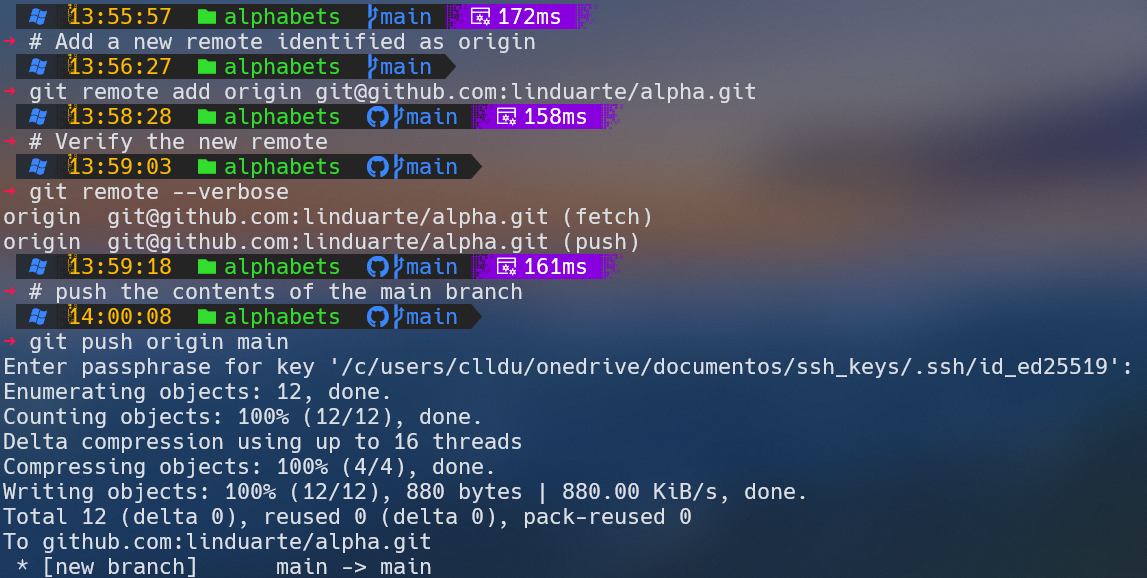 13:55:57 alphabets main 172ms
→ # Add a new remote identified as origin
13:56:27 alphabets main
→ git remote add origin git@github.com:linduarte/alpha.git
13:58:28 alphabets main 158ms
→ # Verify the new remote
13:59:03 alphabets main
→ git remote --verbose
origin  git@github.com:linduarte/alpha.git (fetch)
origin  git@github.com:linduarte/alpha.git (push)
13:59:18 alphabets main 161ms
→ # push the contents of the main branch
14:00:08 alphabets main
→ git push origin main
Enter passphrase for key '/c/users/clldu/onedrive/documentos/ssh_keys/.ssh/id_ed25519':
Enumerating objects: 12, done.
Counting objects: 100% (12/12), done.
Delta compression using up to 16 threads
Compressing objects: 100% (4/4), done.
Writing objects: 100% (12/12), 880 bytes | 880.00 KiB/s, done.
Total 12 (delta 0), reused 0 (delta 0), pack-reused 0
To github.com:linduarte/alpha.git
 * [new branch]      main -> main